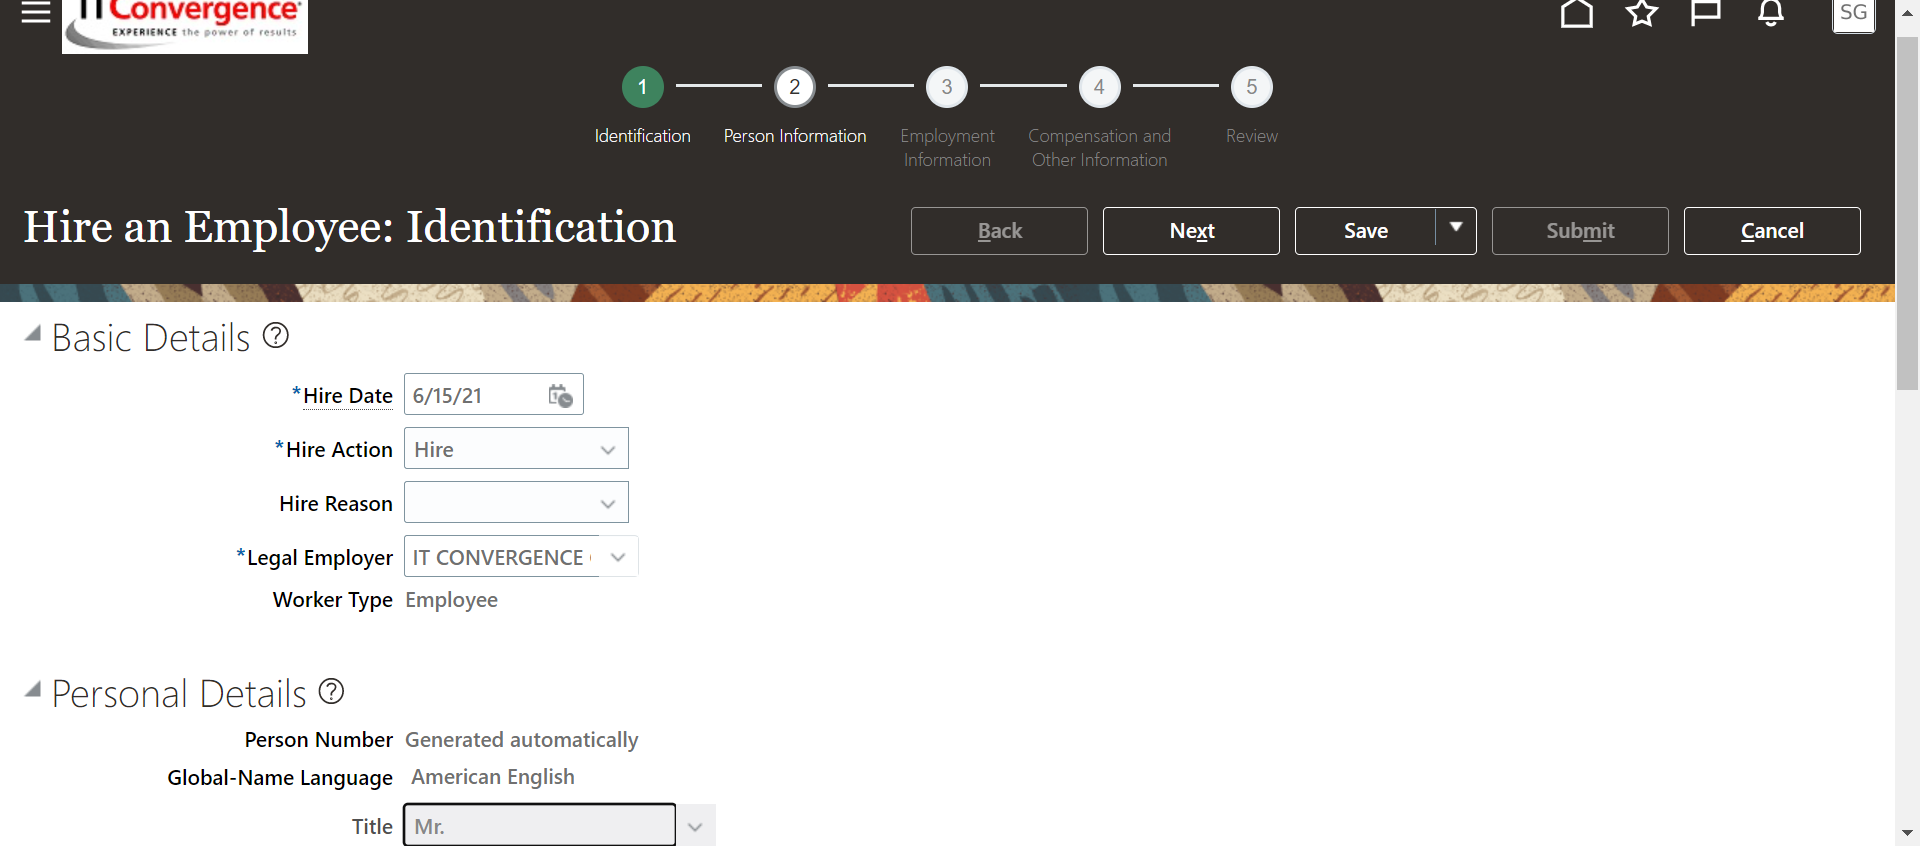 IT Convergence
EXPERIENCE the power of results
SG
1
2
3
4
5
Identification
Person Information
Employment
Information
Compensation and
Other Information
Review
Hire an Employee: Identification
Back
Next
Save
Submit
Cancel
Basic Details ?
*Hire Date 6/15/21
*Hire Action Hire
Hire Reason
*Legal Employer IT CONVERGENCE
Worker Type Employee
Personal Details ?
Person Number Generated automatically
Global-Name Language American English
Title Mr.